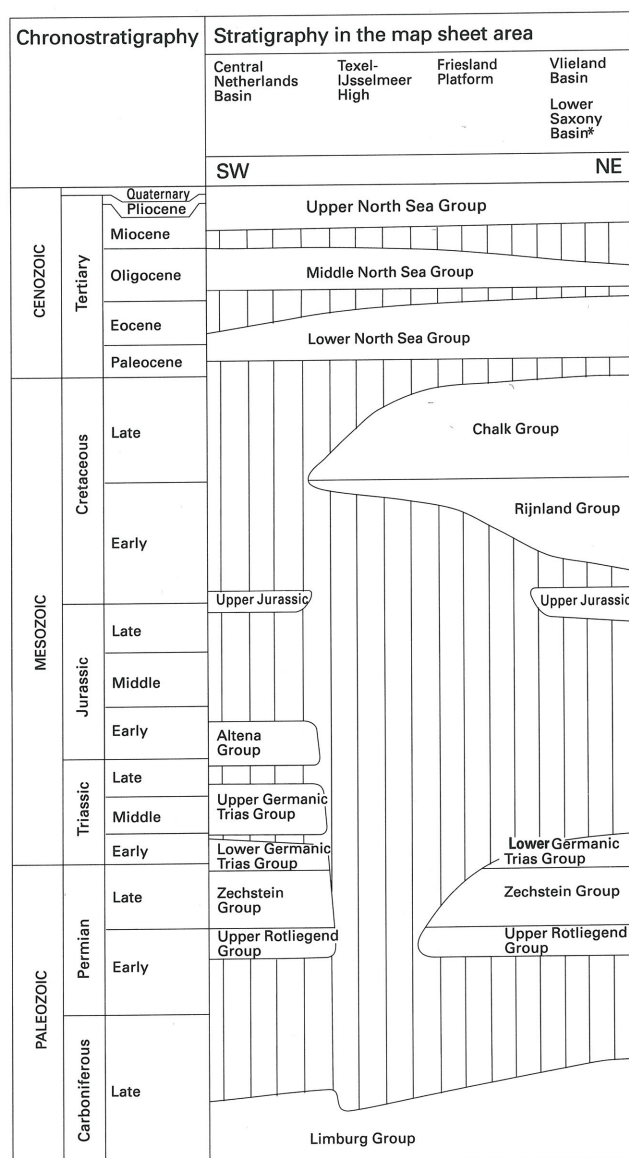 Chronostratigraphy
Stratigraphy in the map sheet area
Central
Netherlands
Basin
Texel-
IJsselmeer
High
Friesland
Platform
Vlieland
Basin
Lower
Saxony
Basin*
SW
NE
CENOZOIC
Tertiary
Quaternary
Pliocene
Miocene
Oligocene
Eocene
Paleocene
Upper North Sea Group
Middle North Sea Group
Lower North Sea Group
MESOZOIC
Cretaceous
Late
Early
Chalk Group
Rijnland Group
Upper Jurassic
Upper Jurassic
Jurassic
Late
Middle
Early
Altena
Group
Triassic
Late
Middle
Early
Upper Germanic
Trias Group
Lower Germanic
Trias Group
Lower Germanic
Trias Group
PALEOZOIC
Permian
Late
Early
Zechstein
Group
Zechstein Group
Upper Rotliegend
Group
Upper Rotliegend
Group
Carboniferous
Late
Limburg Group